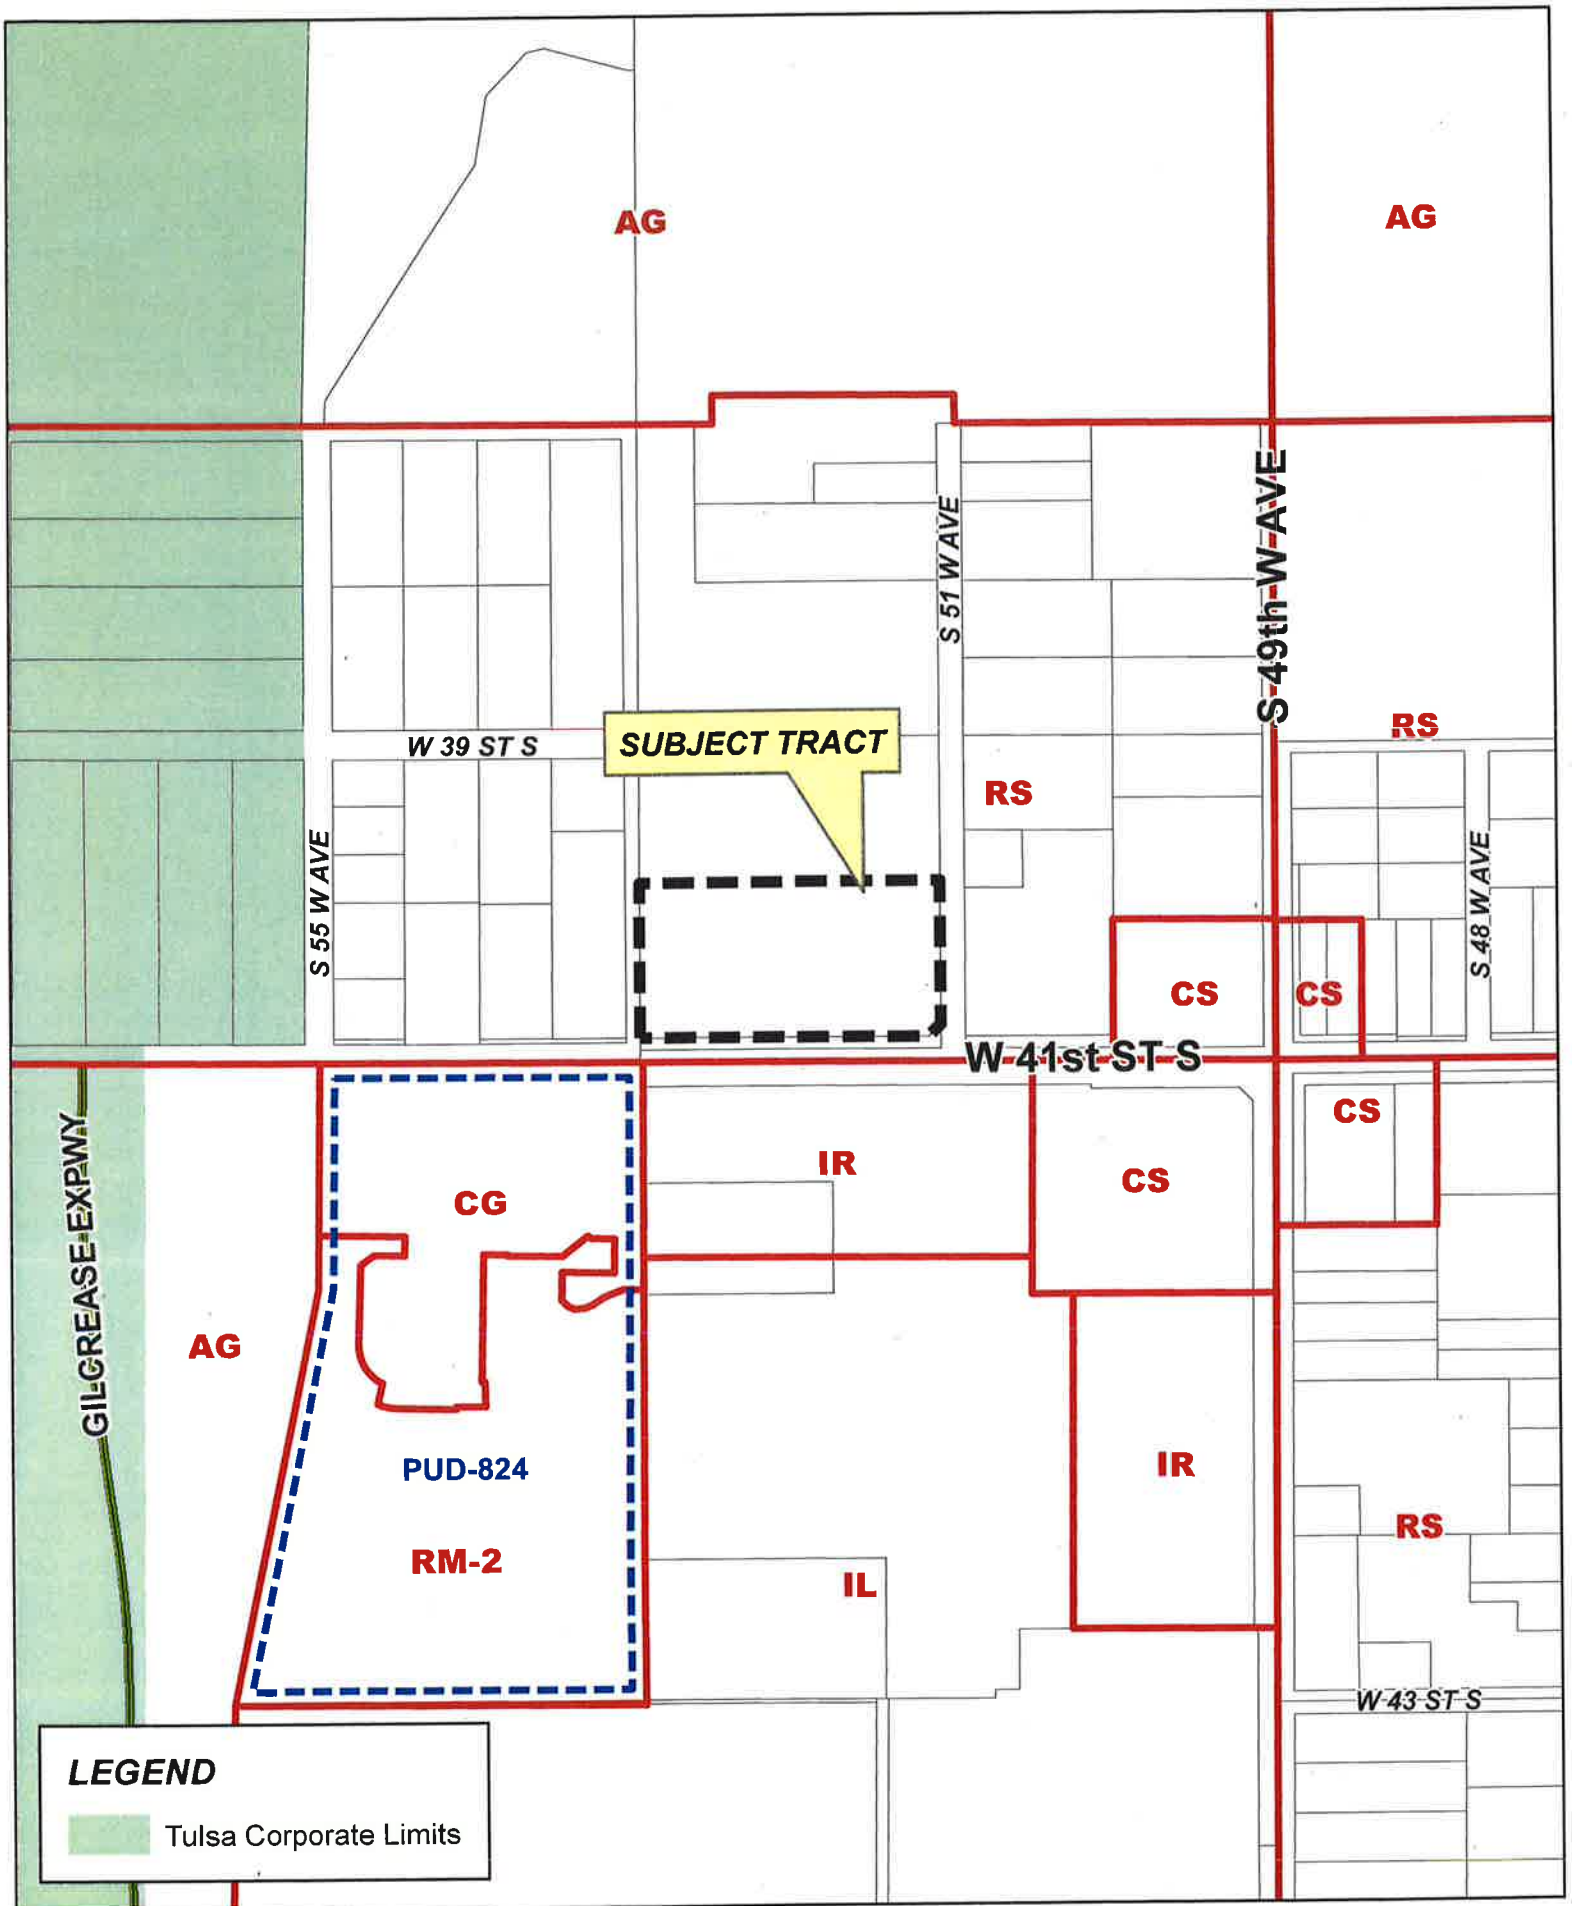 AG
AG
S 49th W AVE
S 51 W AVE
RS
W 39 ST S
SUBJECT TRACT
RS
S 55 W AVE
S 48 W AVE
CS
CS
W 41st ST S
CS
IR
CS
CG
GILCREASE EXPWY
AG
PUD-824
IR
RS
RM-2
IL
W 43 ST S
LEGEND
Tulsa Corporate Limits